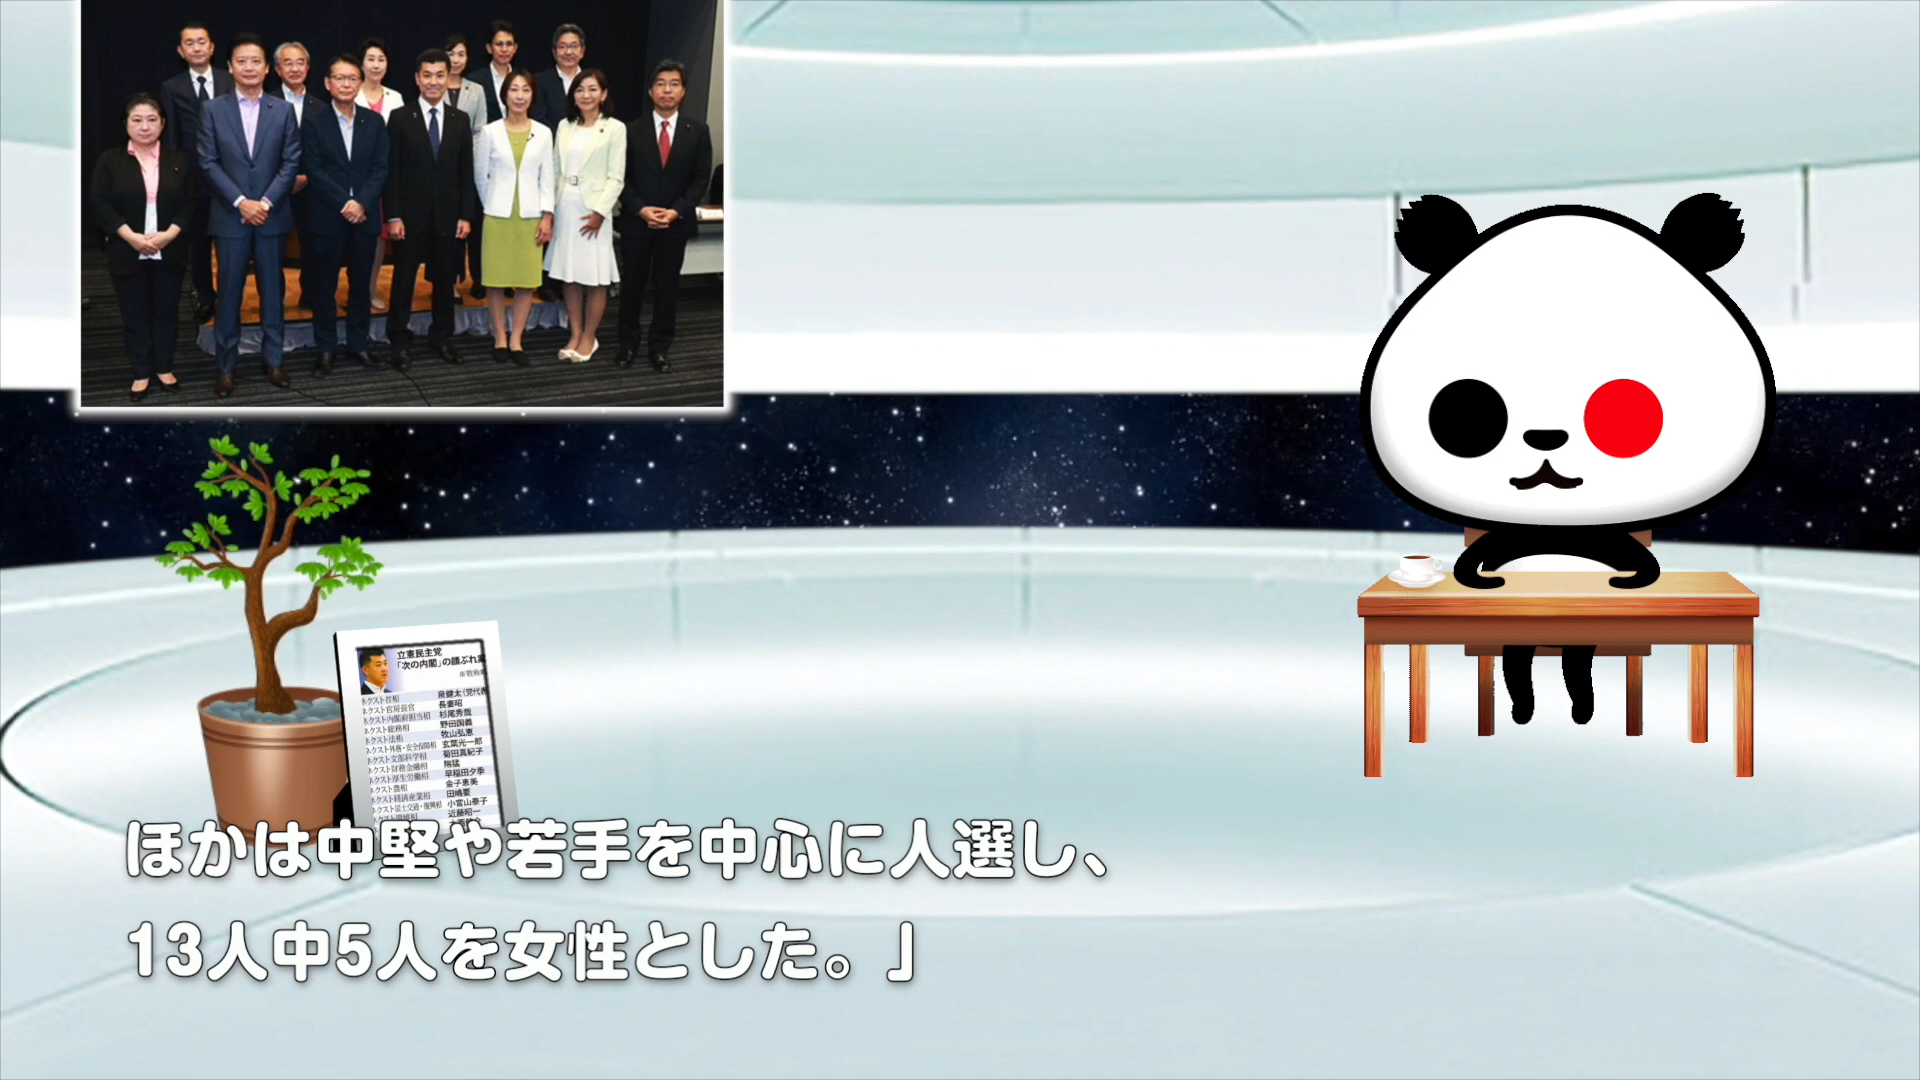 立憲民主党
「次の内閣」の顔ぶれ
ネクスト首相 泉健太(党代表
ネクスト官房長官 長妻昭
ネクスト内閣府担当相 杉尾秀哉
ネクスト総務相 野田国義
ネクスト法相 牧山弘恵
ネクスト外務・安全保障相 玄葉光一郎
ネクスト文部科学相 菊田真紀子
ネクスト財務金融相 階猛
ネクスト厚生労働相 早稲田夕季
ネクスト農相 金子恵美
ネクスト経済産業相 田嶋要
ネクスト国土交通・復興相 小宮山泰子
ネクスト環境相 近藤昭一
ほかは中堅や若手を中心に人選し、
13人中5人を女性とした。」